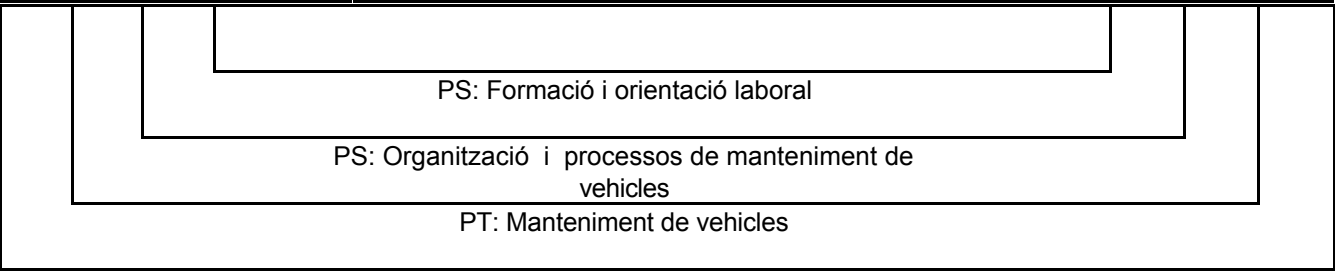 PS: Formació i orientació laboral
PS: Organització i processos de manteniment de
vehicles
PT: Manteniment de vehicles